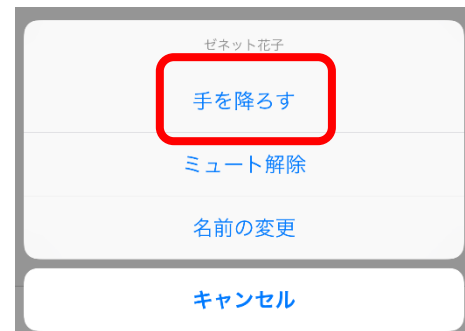 ゼネット花子
手を降ろす
ミュート解除
名前の変更
キャンセル